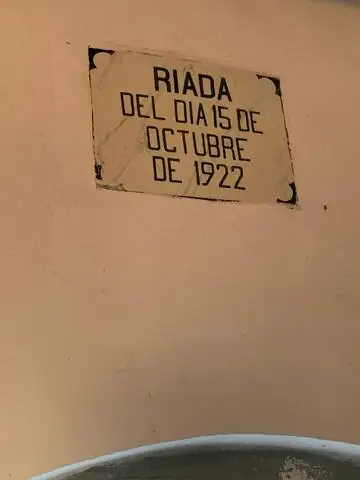 RIADA
DEL DIA 15 DE
OCTUBRE
DE 1922